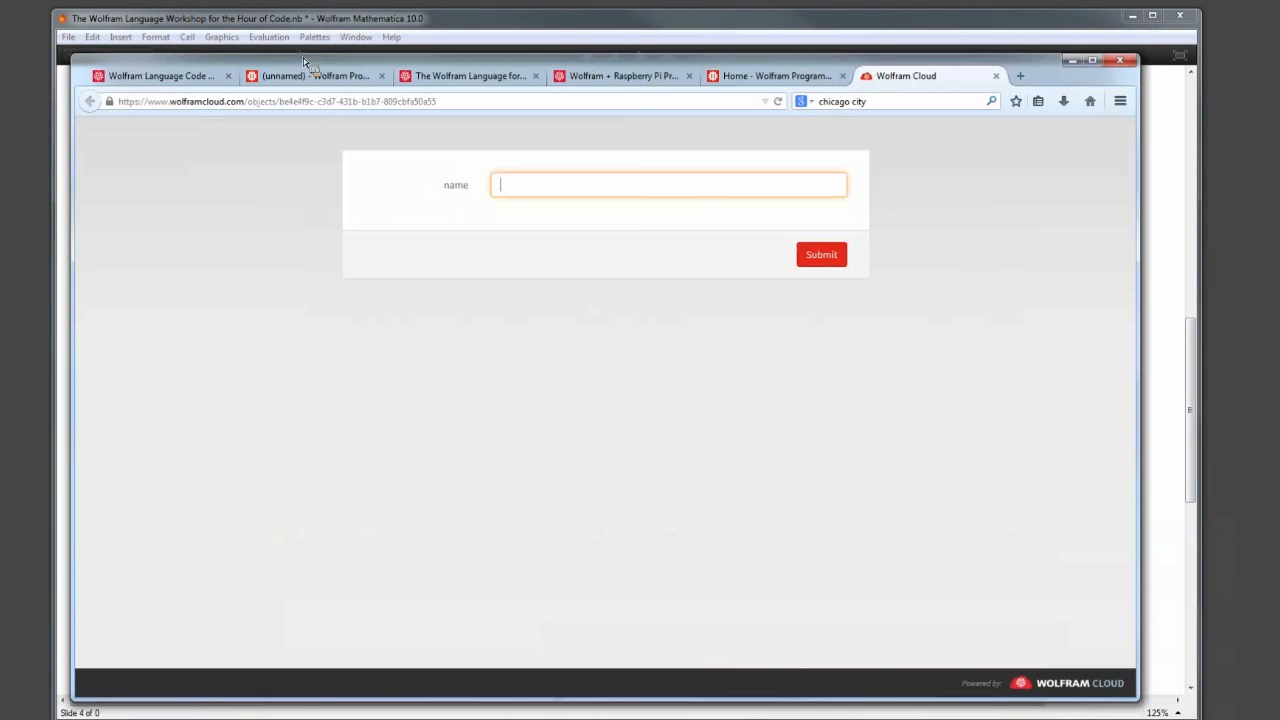 The Wolfram Language Workshop for the Hour of Code.nb * - Wolfram Mathematica 10.0
File Edit Insert Format Cell Graphics Evaluation Palettes Window Help
Wolfram Language Code ... (unnamed) - Wolfram Pro... The Wolfram Language for... Wolfram + Raspberry Pi Pr... Home - Wolfram Program... Wolfram Cloud
https://www.wolframcloud.com/objects/be4e4f9c-c3d7-431b-b1b7-809cbfa50a55 chicago city
name
Submit
Powered by: WOLFRAM CLOUD
Slide 4 of 0 125%